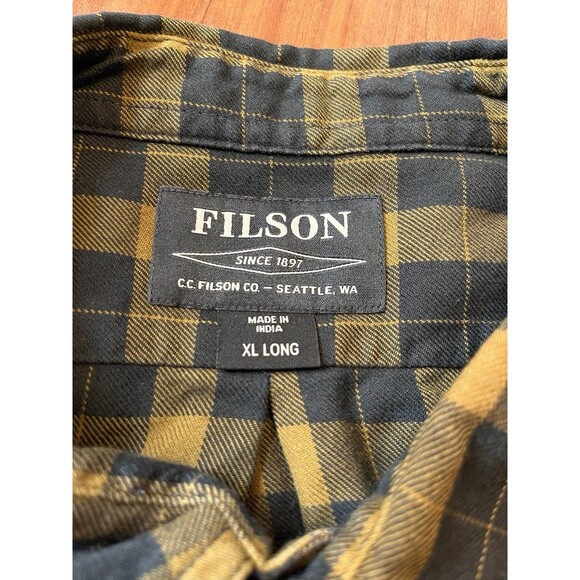 FILSON
SINCE 1897
C.C. FILSON CO. – SEATTLE, WA
MADE IN
INDIA
XL LONG